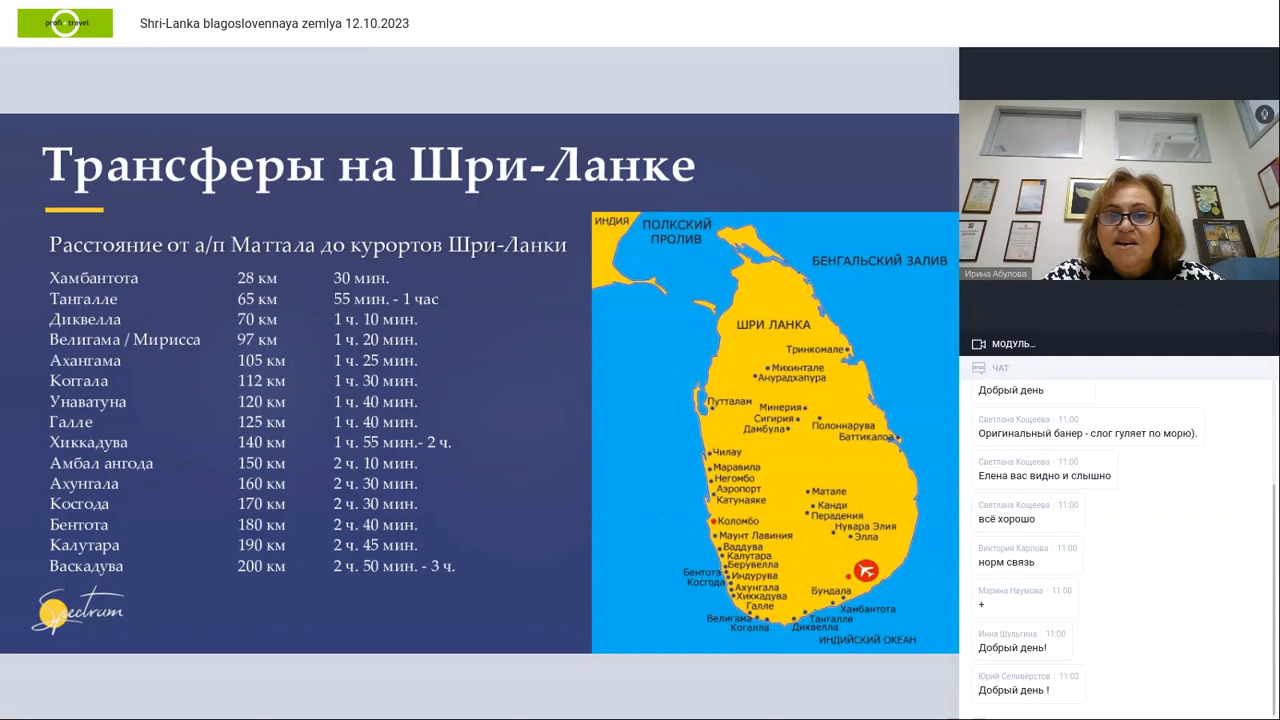 profi travel
Shri-Lanka blagoslovennaya zemlya 12.10.2023
Трансферы на Шри-Ланке
Расстояние от а/п Маттала до курортов Шри-Ланки
Хамбантота 28 км 30 мин.
Тангалле 65 км 55 мин. - 1 час
Диквелла 70 км 1 ч. 10 мин.
Велигама / Мирисса 97 км 1 ч. 20 мин.
Ахангама 105 км 1 ч. 25 мин.
Коггала 112 км 1 ч. 30 мин.
Унаватуна 120 км 1 ч. 40 мин.
Галле 125 км 1 ч. 40 мин.
Хиккадува 140 км 1 ч. 55 мин.- 2 ч.
Амбал ангода 150 км 2 ч. 10 мин.
Ахунгала 160 км 2 ч. 30 мин.
Косгода 170 км 2 ч. 30 мин.
Бентота 180 км 2 ч. 40 мин.
Калутара 190 км 2 ч. 45 мин.
Васкадува 200 км 2 ч. 50 мин. - 3 ч.
Spectrum
ИНДИЯ
ПОЛКСКИЙ
ПРОЛИВ
БЕНГАЛЬСКИЙ ЗАЛИВ
ШРИ ЛАНКА
Тринкомале
Михинтале
Анурадхапура
Путталам
Минерия
Сигирия
Дамбула
Полоннарува
Баттикалоа
Чилау
Маравила
Негомбо
Аэропорт
Катунаяке
Матале
Канди
Перадения
Коломбо
Нувара Элия
Элла
Маунт Лавиния
Ваддува
Калутара
Берувелла
Бентота
Индурува
Косгода
Ахунгала
Бундала
Хиккадува
Галле
Хамбантота
Велигама
Тангалле
Когалла
Диквелла
ИНДИЙСКИЙ ОКЕАН
Ирина Абулова
МОДУЛЬ...
ЧАТ
Добрый день
Светлана Кощеева · 11:00
Оригинальный банер - слог гуляет по морю).
Светлана Кощеева · 11:00
Елена вас видно и слышно
Светлана Кощеева · 11:00
всё хорошо
Виктория Карпова · 11:00
норм связь
Марина Наумова · 11:00
+
Инна Шульгина · 11:00
Добрый день!
Юрий Селивёрстов · 11:02
Добрый день !